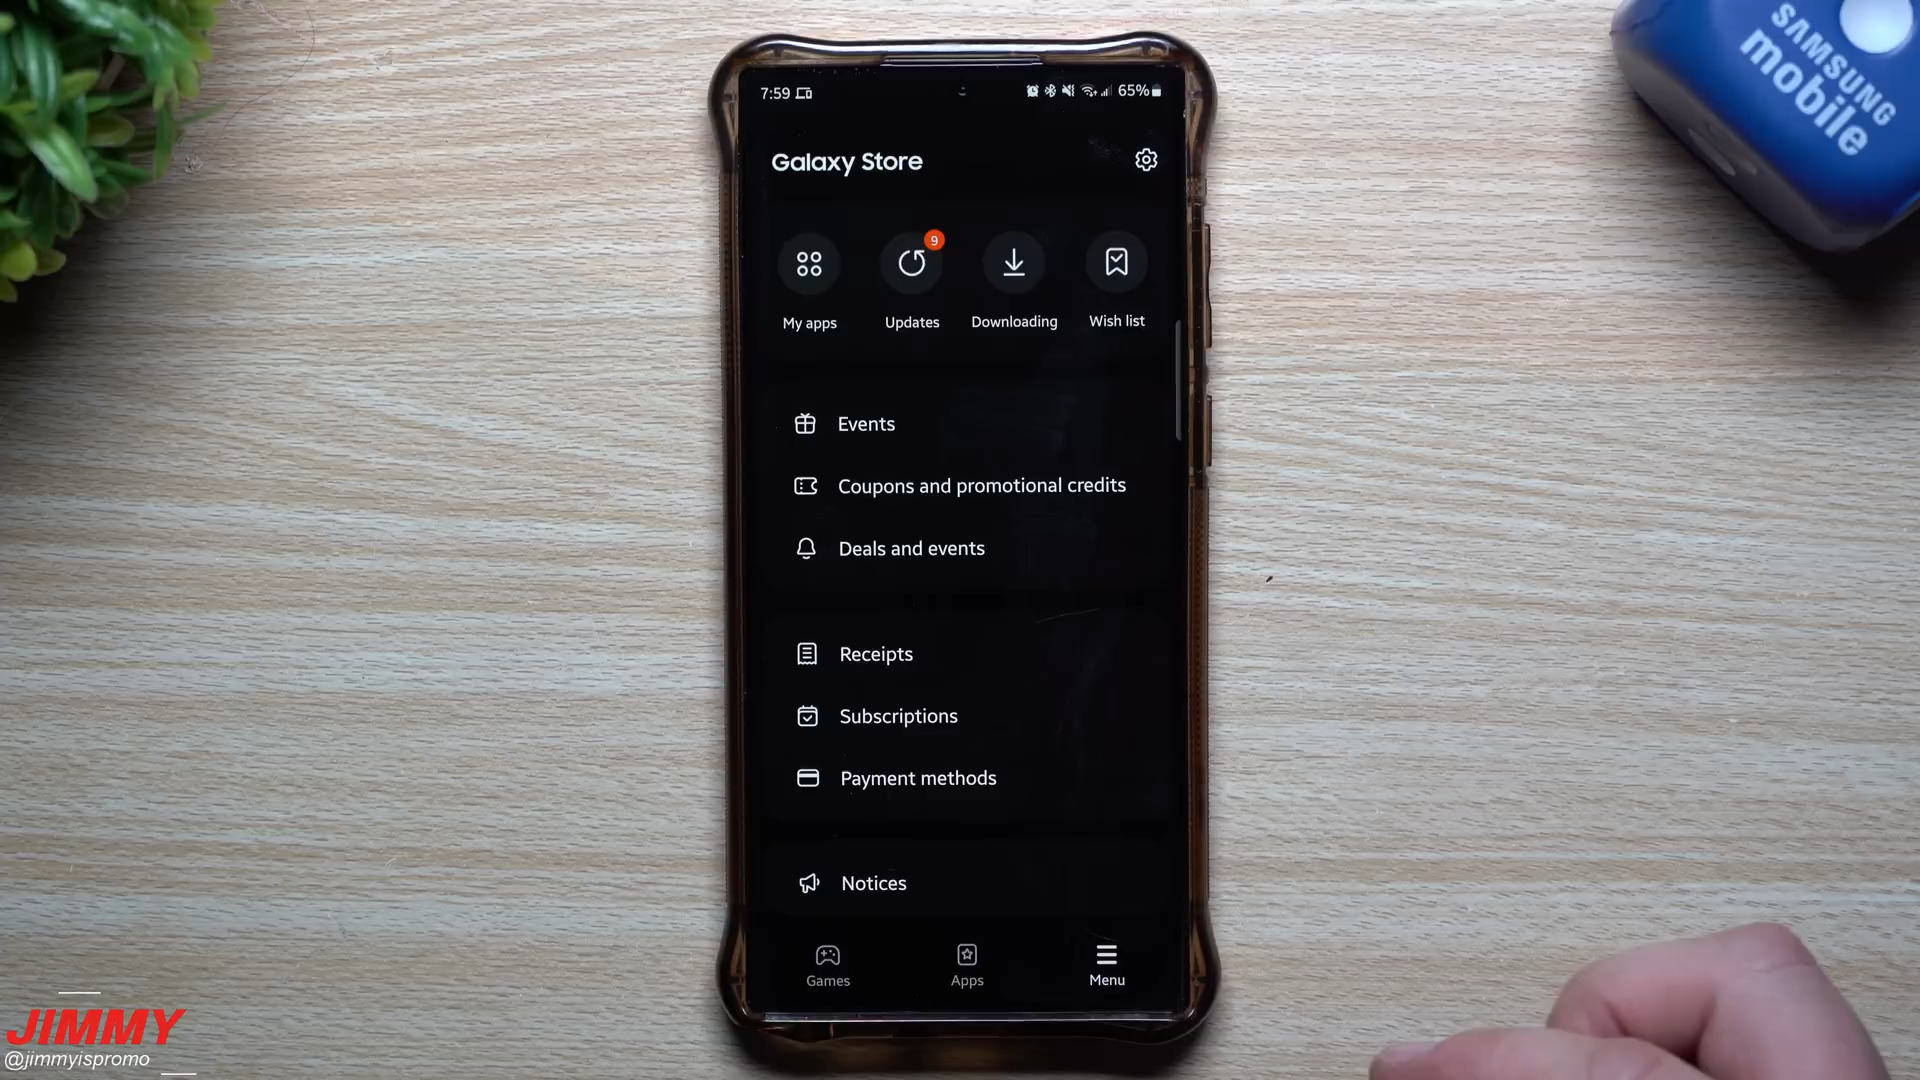 7:59
65%
Galaxy Store
9
My apps
Updates
Downloading
Wish list
Events
Coupons and promotional credits
Deals and events
Receipts
Subscriptions
Payment methods
Notices
Games
Apps
Menu
SAMSUNG
mobile
JIMMY
@jimmyispromo